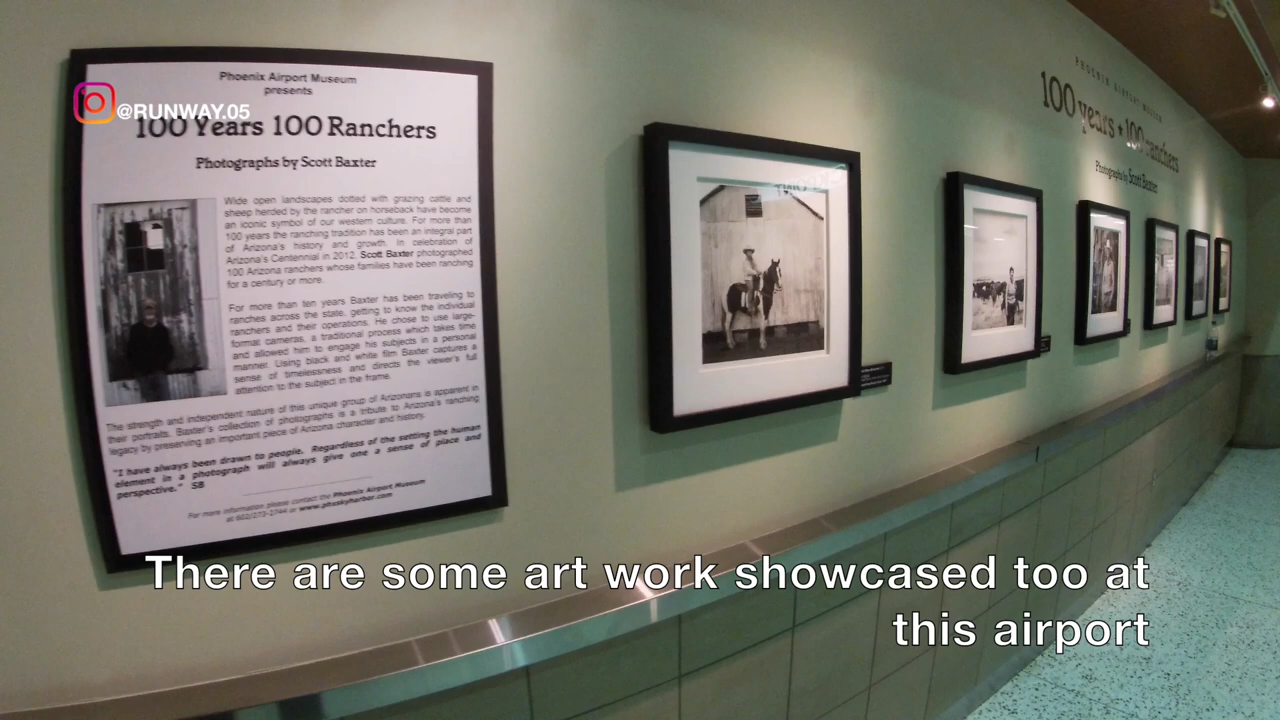 Phoenix Airport Museum
presents
@RUNWAY.05
100 Years 100 Ranchers
Photographs by Scott Baxter
Wide open landscapes dotted with grazing cattle and
sheep herded by the rancher on horseback have become
an iconic symbol of our western culture. For more than
100 years the ranching tradition has been an integral part
of Arizona's history and growth. In celebration of
Arizona's Centennial in 2012, Scott Baxter photographed
100 Arizona ranchers whose families have been ranching
for a century or more.
For more than ten years Baxter has been traveling to
ranches across the state, getting to know the individual
ranchers and their operations. He chose to use large-
format cameras, a traditional process which takes time
and allowed him to engage his subjects in a personal
manner. Using black and white film Baxter captures a
sense of timelessness and directs the viewer's full
attention to the subject in the frame.
The strength and independent nature of this unique group of Arizonans is apparent in
their portraits. Baxter's collection of photographs is a tribute to Arizona's ranching
legacy by preserving an important piece of Arizona character and history.
"I have always been drawn to people. Regardless of the setting the human
element in a photograph will always give one a sense of place and
perspective." SB
For more information please contact the Phoenix Airport Museum
at 602/273-2744 or www.phxskyharbor.com
PHOENIX AIRPORT MUSEUM
100 years • 100 ranchers
Photographs by Scott Baxter
There are some art work showcased too at
this airport